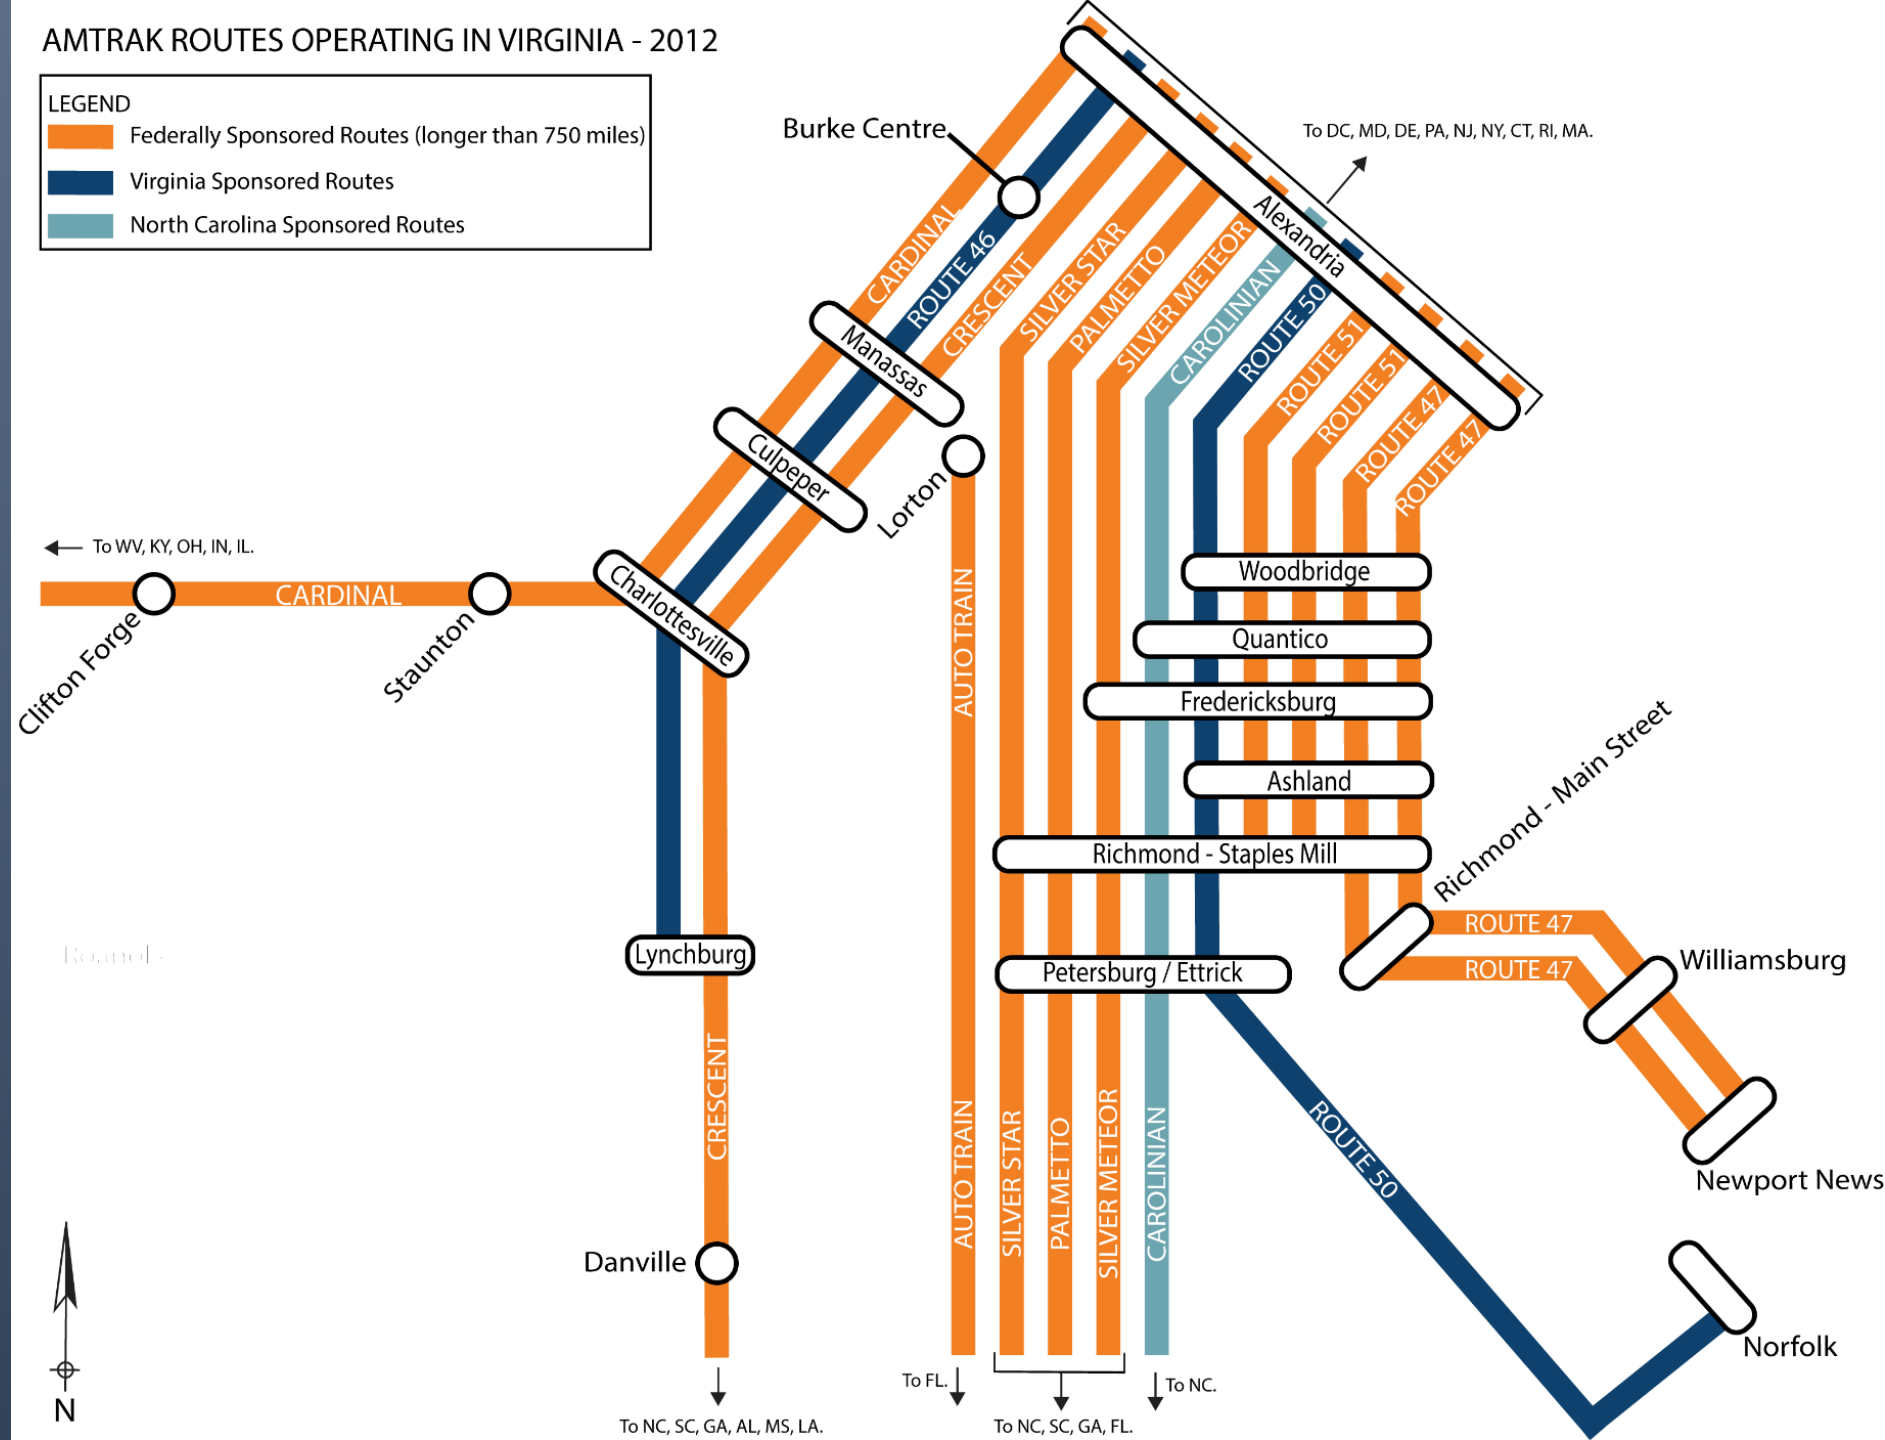 AMTRAK ROUTES OPERATING IN VIRGINIA - 2012
LEGEND
Federally Sponsored Routes (longer than 750 miles)
Virginia Sponsored Routes
North Carolina Sponsored Routes
Burke Centre
To DC, MD, DE, PA, NJ, NY, CT, RI, MA.
Alexandria
CARDINAL
ROUTE 46
CRESCENT
SILVER STAR
PALMETTO
SILVER METEOR
CAROLINIAN
ROUTE 50
ROUTE 51
ROUTE 51
ROUTE 47
ROUTE 47
Manassas
Culpeper
Lorton
To WV, KY, OH, IN, IL.
CARDINAL
Clifton Forge
Staunton
Charlottesville
AUTO TRAIN
Woodbridge
Quantico
Fredericksburg
Ashland
Richmond - Staples Mill
Richmond - Main Street
ROUTE 47
ROUTE 47
Williamsburg
Lynchburg
Petersburg / Ettrick
Newport News
CRESCENT
AUTO TRAIN
SILVER STAR
PALMETTO
SILVER METEOR
CAROLINIAN
ROUTE 50
Danville
Norfolk
N
To NC, SC, GA, AL, MS, LA.
To FL.
To NC, SC, GA, FL.
To NC.